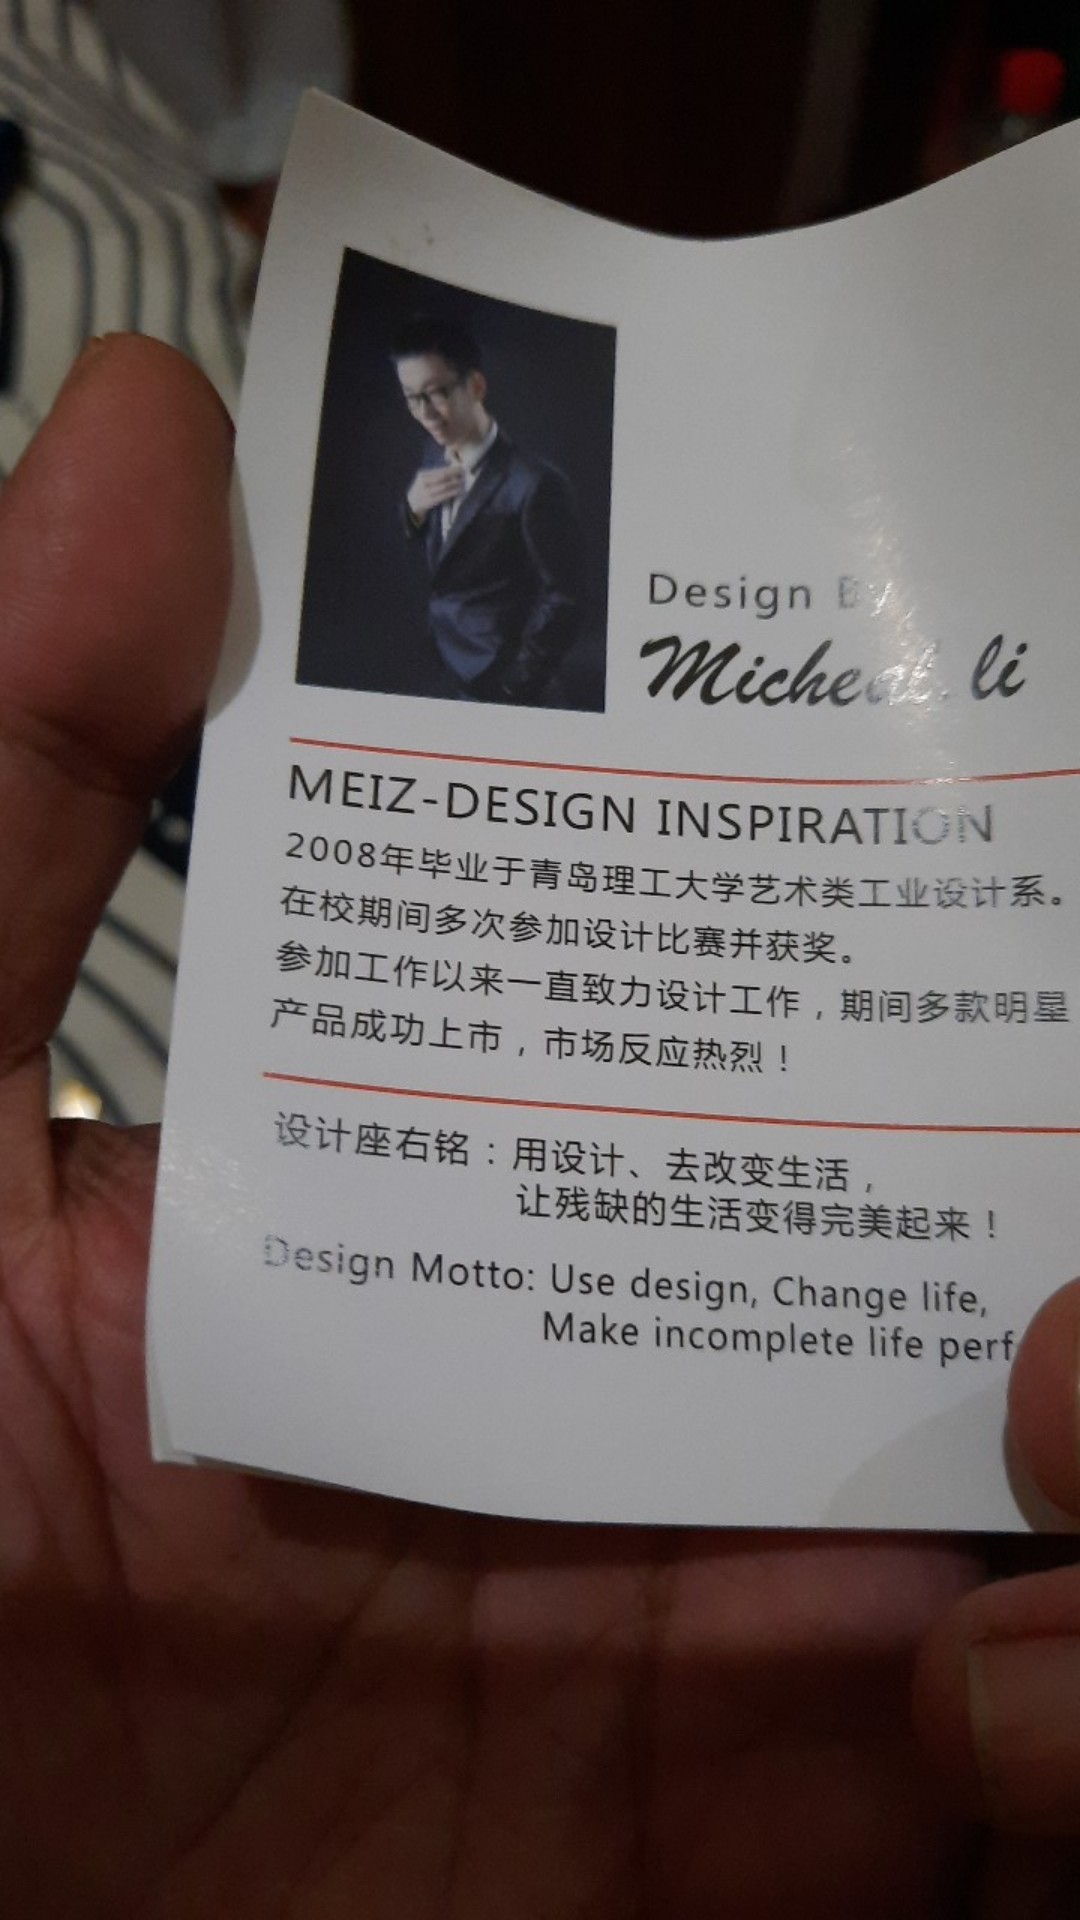 Design By
Micheal. li
MEIZ-DESIGN INSPIRATION
2008年毕业于青岛理工大学艺术类工业设计系。
在校期间多次参加设计比赛并获奖。
参加工作以来一直致力设计工作，期间多款明星
产品成功上市，市场反应热烈！
设计座右铭：用设计、去改变生活，
让残缺的生活变得完美起来！
Design Motto: Use design, Change life,
Make incomplete life